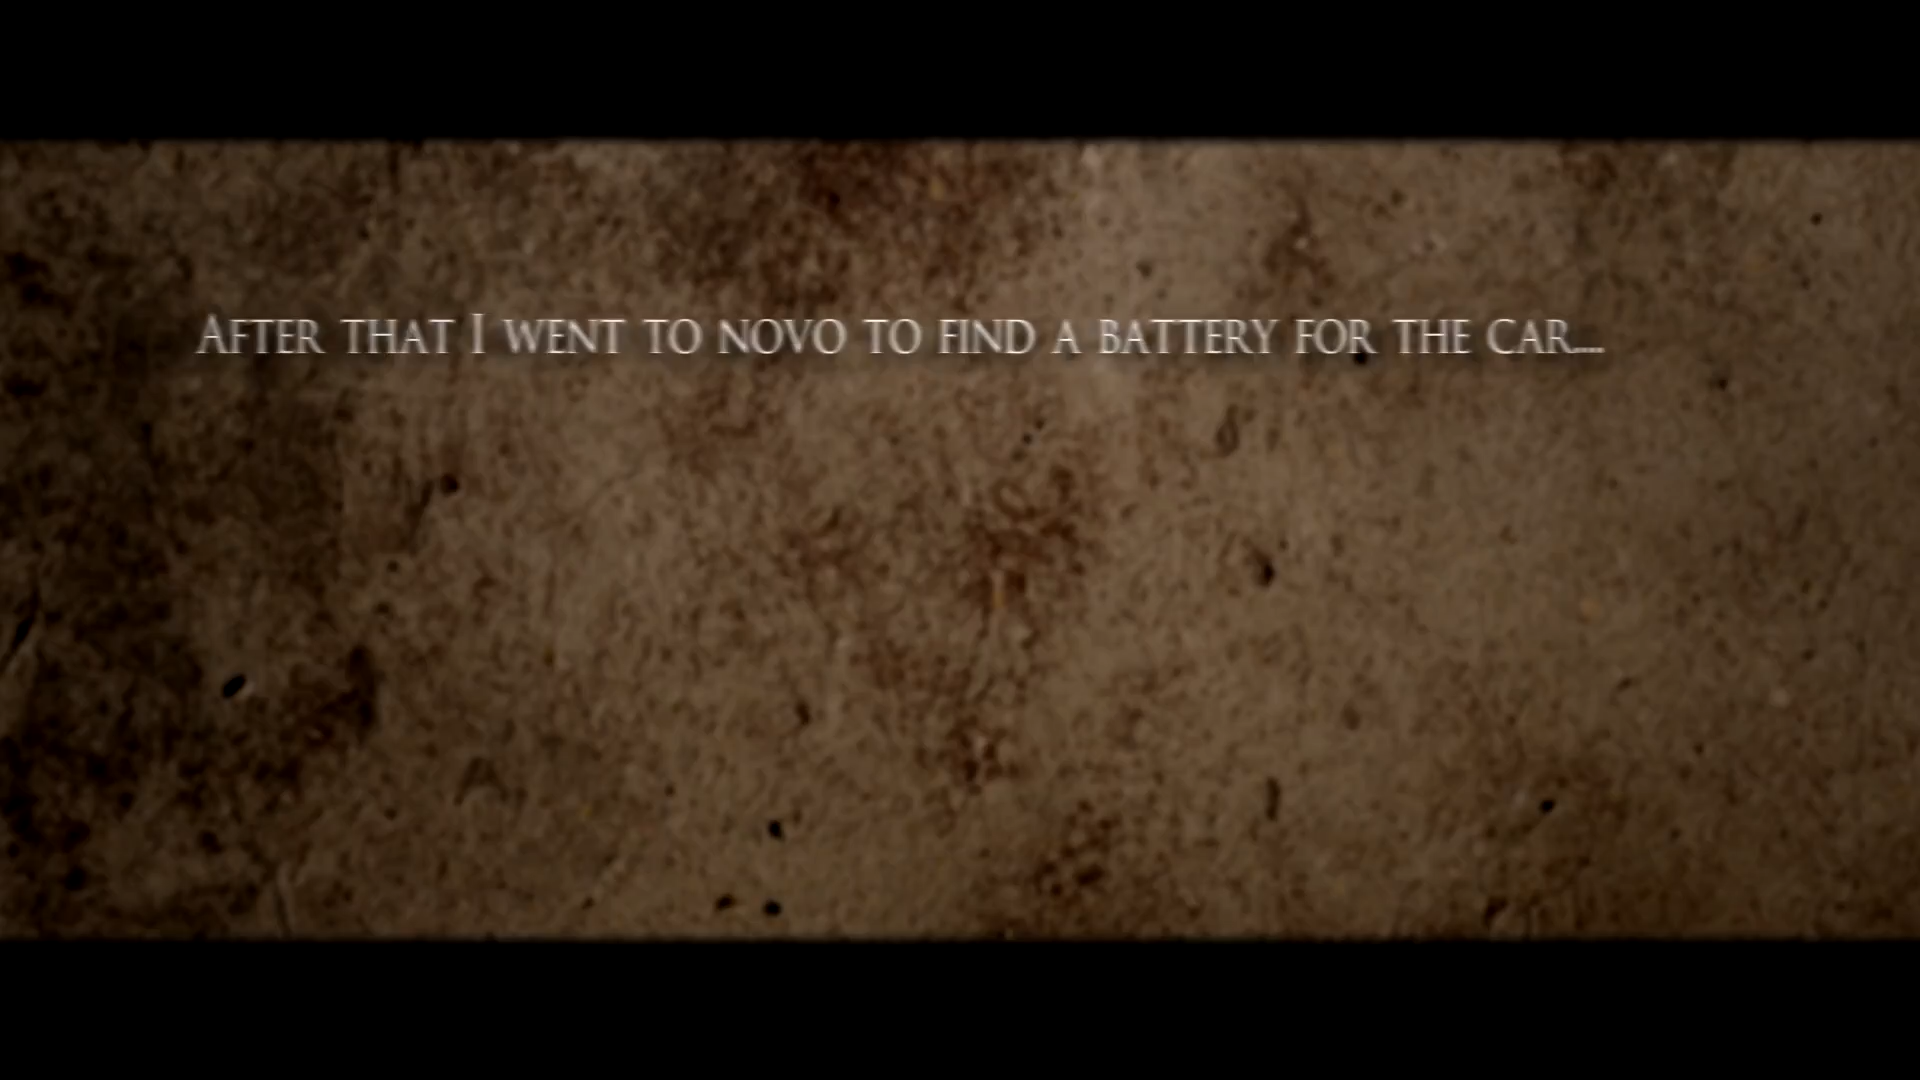 After that I went to novo to find a battery for the car....